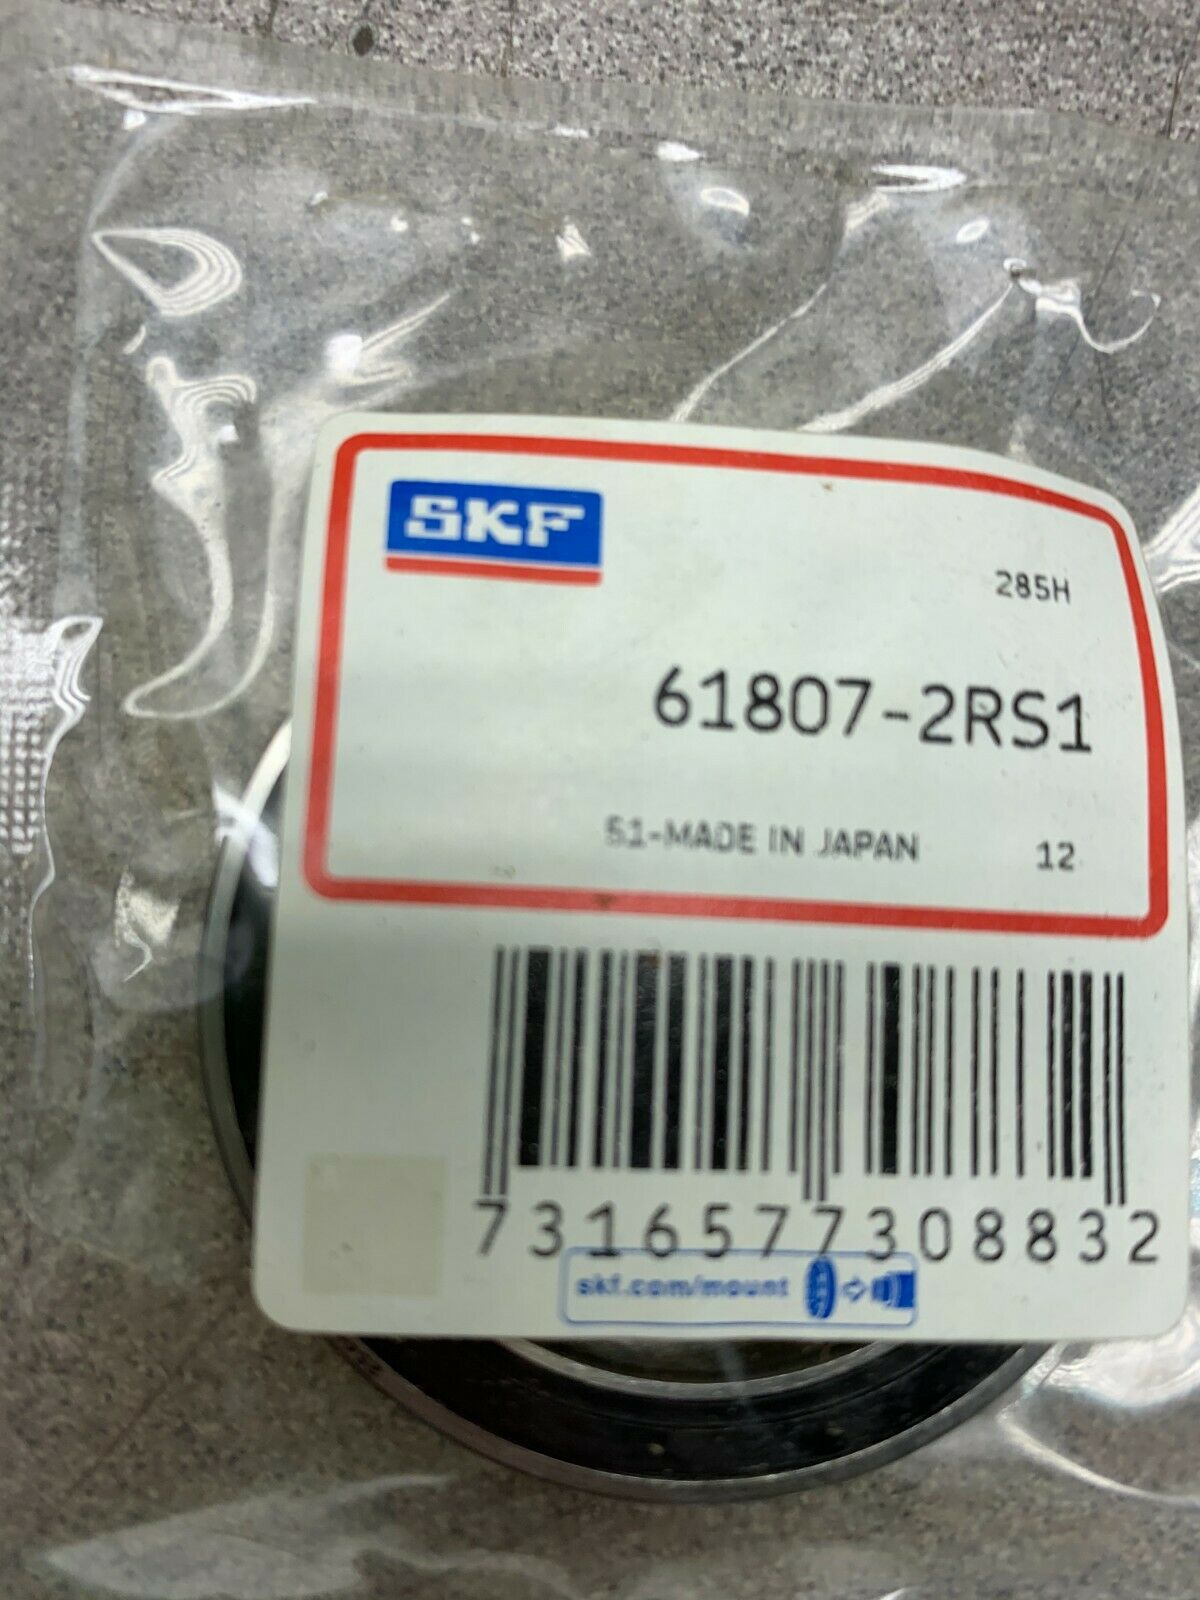 SKF
285H
61807-2RS1
51-MADE IN JAPAN 12
7316577308832
skf.com/mount